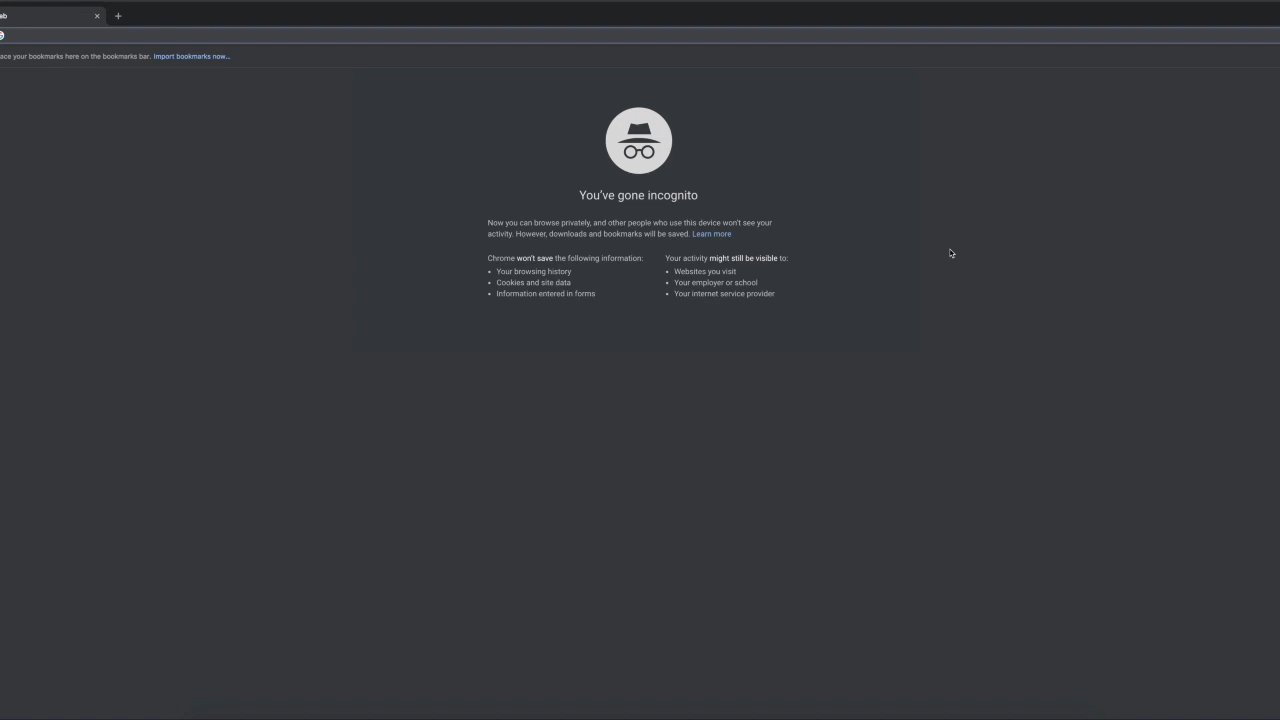 ab
ace your bookmarks here on the bookmarks bar. Import bookmarks now...
You've gone incognito
Now you can browse privately, and other people who use this device won't see your
activity. However, downloads and bookmarks will be saved. Learn more
Chrome won't save the following information:
• Your browsing history
• Cookies and site data
• Information entered in forms
Your activity might still be visible to:
• Websites you visit
• Your employer or school
• Your internet service provider